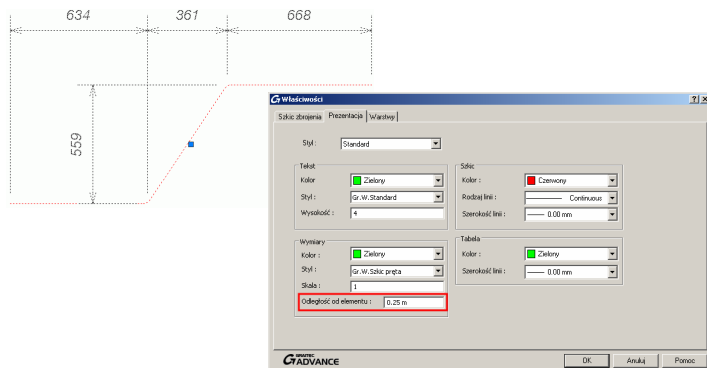 634 361 668
559
Właściwości
Szkic zbrojenia Prezentacja Warstwy
Styl : Standard
Tekst
Kolor Zielony
Styl : Gr.W.Standard
Wysokość : 4
Szkic
Kolor : Czerwony
Rodzaj linii : Continuous
Szerokość linii : 0.00 mm
Wymiary
Kolor : Zielony
Styl : Gr.W.Szkic pręta
Skala : 1
Odległość od elementu : 0.25 m
Tabela
Kolor : Zielony
Szerokość linii : 0.00 mm
GRAITEC
ADVANCE
OK Anuluj Pomoc